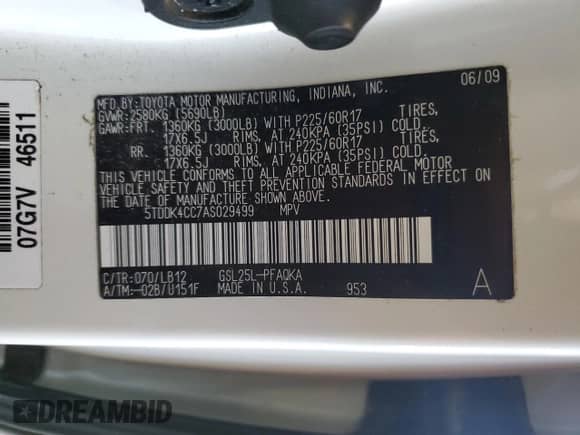 07G7V 46511
06/09
MFD. BY:TOYOTA MOTOR MANUFACTURING, INDIANA, INC.
GVWR:2580KG (5690LB)
GAWR:FRT. 1360KG (3000LB) WITH P225/60R17 TIRES,
17X6.5J RIMS, AT 240KPA (35PSI) COLD.
RR. 1360KG (3000LB) WITH P225/60R17 TIRES,
17X6.5J RIMS, AT 240KPA (35PSI) COLD.
THIS VEHICLE CONFORMS TO ALL APPLICABLE FEDERAL MOTOR
VEHICLE SAFETY AND THEFT PREVENTION STANDARDS IN EFFECT ON
THE DATE OF MANUFACTURE SHOWN ABOVE.
5TDDK4CC7AS029499 MPV
C/TR:070/LB12 GSL25L-PFAQKA
A/TM:-02B/U151F MADE IN U.S.A. 953 A
DREAMBID